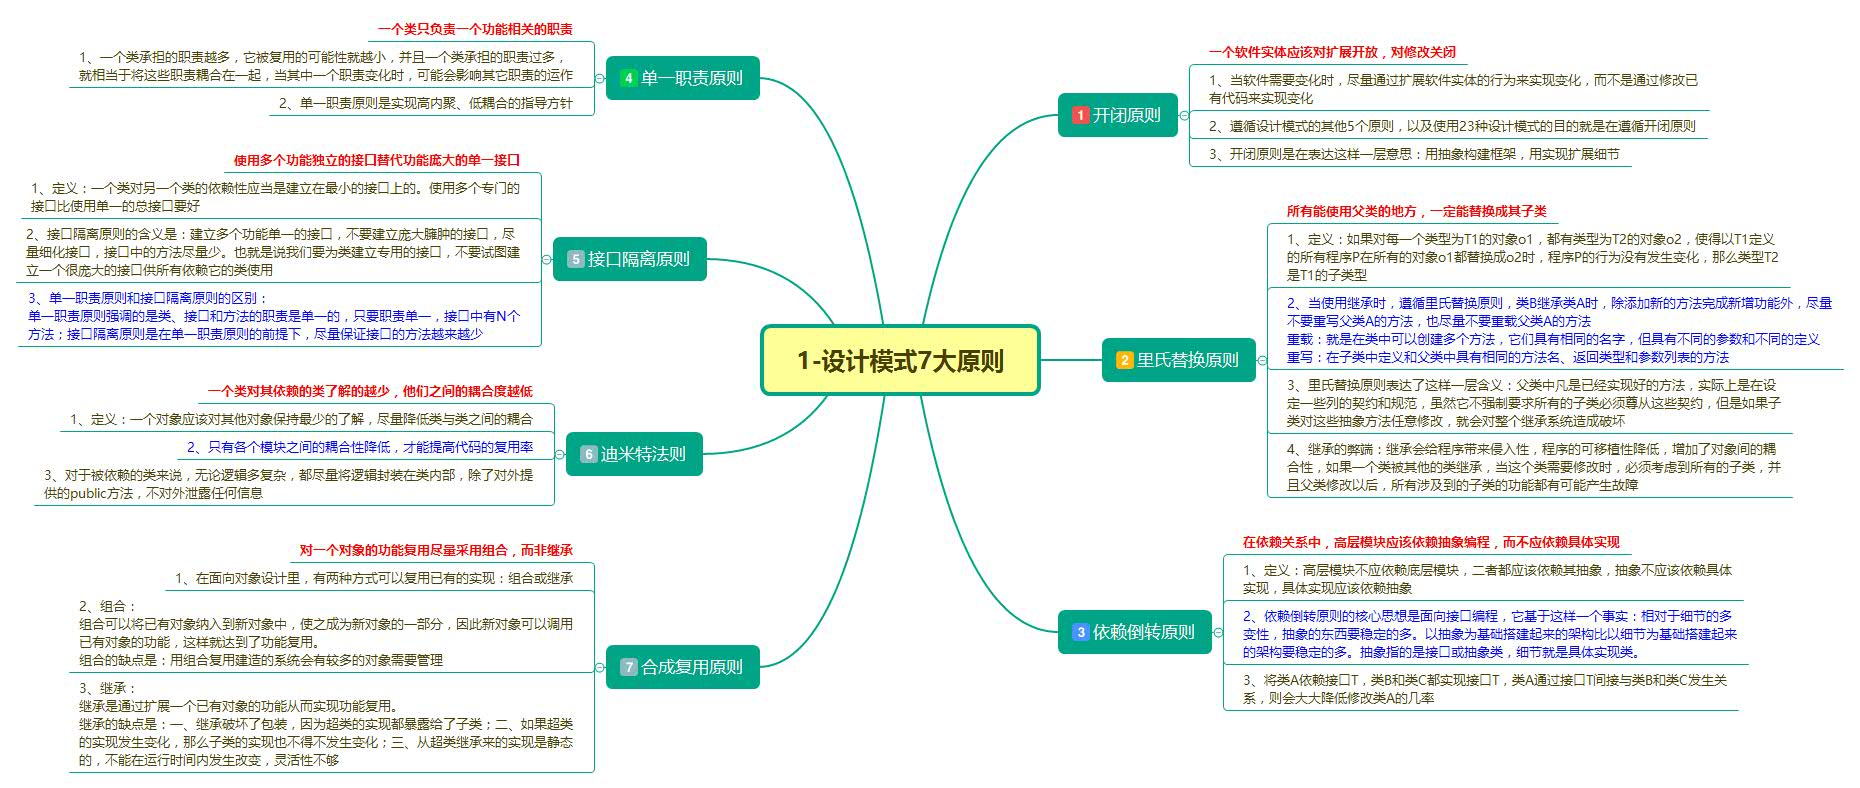 1-设计模式7大原则
1 开闭原则
一个软件实体应该对扩展开放，对修改关闭
1、当软件需要变化时，尽量通过扩展软件实体的行为来实现变化，而不是通过修改已
有代码来实现变化
2、遵循设计模式的其他5个原则，以及使用23种设计模式的目的就是在遵循开闭原则
3、开闭原则是在表达这样一层意思：用抽象构建框架，用实现扩展细节
2 里氏替换原则
所有能使用父类的地方，一定能替换成其子类
1、定义：如果对每一个类型为T1的对象o1，都有类型为T2的对象o2，使得以T1定义
的所有程序P在所有的对象o1都替换成o2时，程序P的行为没有发生变化，那么类型T2
是T1的子类型
2、当使用继承时，遵循里氏替换原则，类B继承类A时，除添加新的方法完成新增功能外，尽量
不要重写父类A的方法，也尽量不要重载父类A的方法
重载：就是在类中可以创建多个方法，它们具有相同的名字，但具有不同的参数和不同的定义
重写：在子类中定义和父类中具有相同的方法名、返回类型和参数列表的方法
3、里氏替换原则表达了这样一层含义：父类中凡是已经实现好的方法，实际上是在设
定一些列的契约和规范，虽然它不强制要求所有的子类必须尊从这些契约，但是如果子
类对这些抽象方法任意修改，就会对整个继承系统造成破坏
4、继承的弊端：继承会给程序带来侵入性，程序的可移植性降低，增加了对象间的耦
合性，如果一个类被其他的类继承，当这个类需要修改时，必须考虑到所有的子类，并
且父类修改以后，所有涉及到的子类的功能都有可能产生故障
3 依赖倒转原则
在依赖关系中，高层模块应该依赖抽象编程，而不应依赖具体实现
1、定义：高层模块不应依赖底层模块，二者都应该依赖其抽象，抽象不应该依赖具体
实现，具体实现应该依赖抽象
2、依赖倒转原则的核心思想是面向接口编程，它基于这样一个事实：相对于细节的多
变性，抽象的东西要稳定的多。以抽象为基础搭建起来的架构比以细节为基础搭建起来
的架构要稳定的多。抽象指的是接口或抽象类，细节就是具体实现类。
3、将类A依赖接口T，类B和类C都实现接口T，类A通过接口T间接与类B和类C发生关
系，则会大大降低修改类A的几率
4 单一职责原则
一个类只负责一个功能相关的职责
1、一个类承担的职责越多，它被复用的可能性就越小，并且一个类承担的职责过多，
就相当于将这些职责耦合在一起，当其中一个职责变化时，可能会影响其它职责的运作
2、单一职责原则是实现高内聚、低耦合的指导方针
5 接口隔离原则
使用多个功能独立的接口替代功能庞大的单一接口
1、定义：一个类对另一个类的依赖性应当是建立在最小的接口上的。使用多个专门的
接口比使用单一的总接口要好
2、接口隔离原则的含义是：建立多个功能单一的接口，不要建立庞大臃肿的接口，尽
量细化接口，接口中的方法尽量少。也就是说我们要为类建立专用的接口，不要试图建
立一个很庞大的接口供所有依赖它的类使用
3、单一职责原则和接口隔离原则的区别：
单一职责原则强调的是类、接口和方法的职责是单一的，只要职责单一，接口中有N个
方法；接口隔离原则是在单一职责原则的前提下，尽量保证接口的方法越来越少
6 迪米特法则
一个类对其依赖的类了解的越少，他们之间的耦合度越低
1、定义：一个对象应该对其他对象保持最少的了解，尽量降低类与类之间的耦合
2、只有各个模块之间的耦合性降低，才能提高代码的复用率
3、对于被依赖的类来说，无论逻辑多复杂，都尽量将逻辑封装在类内部，除了对外提
供的public方法，不对外泄露任何信息
7 合成复用原则
对一个对象的功能复用尽量采用组合，而非继承
1、在面向对象设计里，有两种方式可以复用已有的实现：组合或继承
2、组合：
组合可以将已有对象纳入到新对象中，使之成为新对象的一部分，因此新对象可以调用
已有对象的功能，这样就达到了功能复用。
组合的缺点是：用组合复用建造的系统会有较多的对象需要管理
3、继承：
继承是通过扩展一个已有对象的功能从而实现功能复用。
继承的缺点是：一、继承破坏了包装，因为超类的实现都暴露给了子类；二、如果超类
的实现发生变化，那么子类的实现也不得不发生变化；三、从超类继承来的实现是静态
的，不能在运行时间内发生改变，灵活性不够